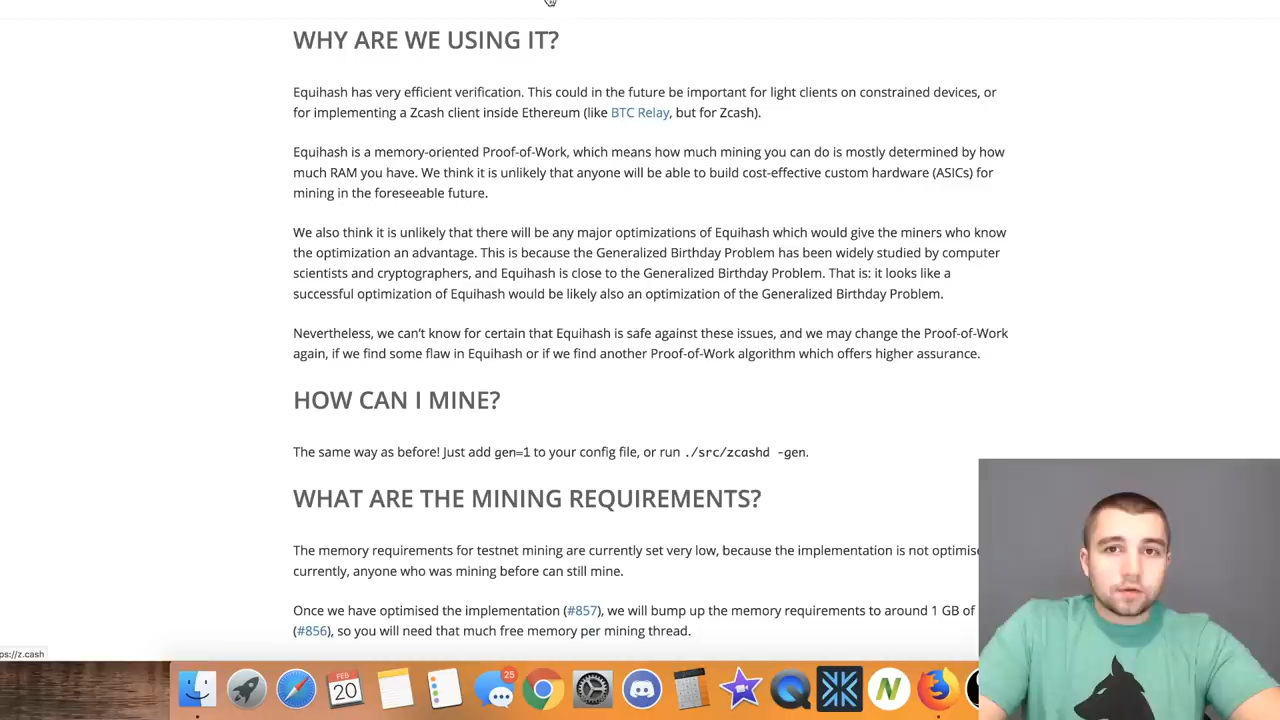 WHY ARE WE USING IT?
Equihash has very efficient verification. This could in the future be important for light clients on constrained devices, or
for implementing a Zcash client inside Ethereum (like BTC Relay, but for Zcash).
Equihash is a memory-oriented Proof-of-Work, which means how much mining you can do is mostly determined by how
much RAM you have. We think it is unlikely that anyone will be able to build cost-effective custom hardware (ASICs) for
mining in the foreseeable future.
We also think it is unlikely that there will be any major optimizations of Equihash which would give the miners who know
the optimization an advantage. This is because the Generalized Birthday Problem has been widely studied by computer
scientists and cryptographers, and Equihash is close to the Generalized Birthday Problem. That is: it looks like a
successful optimization of Equihash would be likely also an optimization of the Generalized Birthday Problem.
Nevertheless, we can't know for certain that Equihash is safe against these issues, and we may change the Proof-of-Work
again, if we find some flaw in Equihash or if we find another Proof-of-Work algorithm which offers higher assurance.
HOW CAN I MINE?
The same way as before! Just add gen=1 to your config file, or run ./src/zcashd -gen.
WHAT ARE THE MINING REQUIREMENTS?
The memory requirements for testnet mining are currently set very low, because the implementation is not optimis
currently, anyone who was mining before can still mine.
Once we have optimised the implementation (#857), we will bump up the memory requirements to around 1 GB of
(#856), so you will need that much free memory per mining thread.
ps://z.cash
FEB
20
25
N